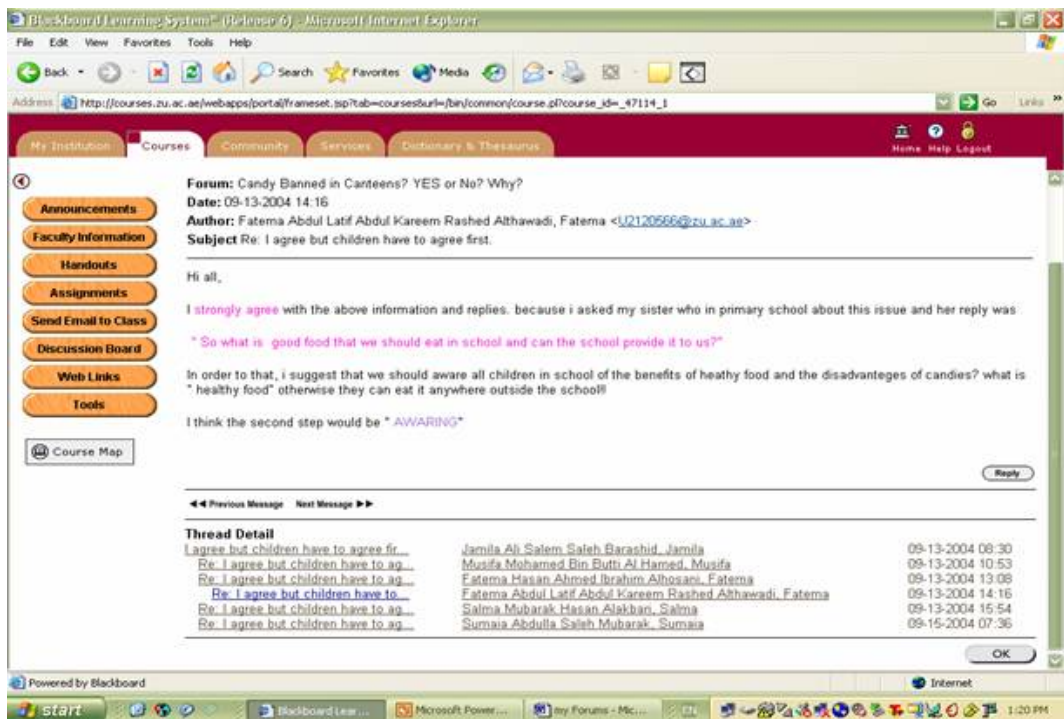 Blackboard Learning System™ (Release 6) - Microsoft Internet Explorer
File Edit View Favorites Tools Help
Back Search Favorites Media
Address http://courses.zu.ac.ae/webapps/portal/frameset.jsp?tab=courses&url=/bin/common/course.pl?course_id=_47114_1 Go Links »
My Institution Courses Community Services Dictionary & Thesaurus Home Help Logout
Forum: Candy Banned in Canteens? YES or No? Why?
Date: 09-13-2004 14:16
Author: Fatema Abdul Latif Abdul Kareem Rashed Althawadi, Fatema <U2120566@zu.ac.ae>
Subject Re: I agree but children have to agree first.
Announcements
Faculty Information
Handouts
Assignments
Send Email to Class
Discussion Board
Web Links
Tools
Course Map
Hi all,
I strongly agree with the above information and replies. because i asked my sister who in primary school about this issue and her reply was
" So what is good food that we should eat in school and can the school provide it to us?"
In order to that, i suggest that we should aware all children in school of the benefits of heathy food and the disadvanteges of candies? what is
" healthy food" otherwise they can eat it anywhere outside the school!!
I think the second step would be " AWARING"
Reply
Previous Message Next Message
Thread Detail
I agree but children have to agree fir... Jamila Ali Salem Saleh Barashid, Jamila 09-13-2004 08:30
Re: I agree but children have to ag... Musifa Mohamed Bin Butti Al Hamed, Musifa 09-13-2004 10:53
Re: I agree but children have to ag... Fatema Hasan Ahmed Ibrahim Alhosani, Fatema 09-13-2004 13:08
Re: I agree but children have to... Fatema Abdul Latif Abdul Kareem Rashed Althawadi, Fatema 09-13-2004 14:16
Re: I agree but children have to ag... Salma Mubarak Hasan Alakbari, Salma 09-13-2004 15:54
Re: I agree but children have to ag... Sumaia Abdulla Saleh Mubarak, Sumaia 09-15-2004 07:36
OK
Powered by Blackboard Internet
start Blackboard Lear... Microsoft Power... my Forums - Mic... EN 1:20 PM